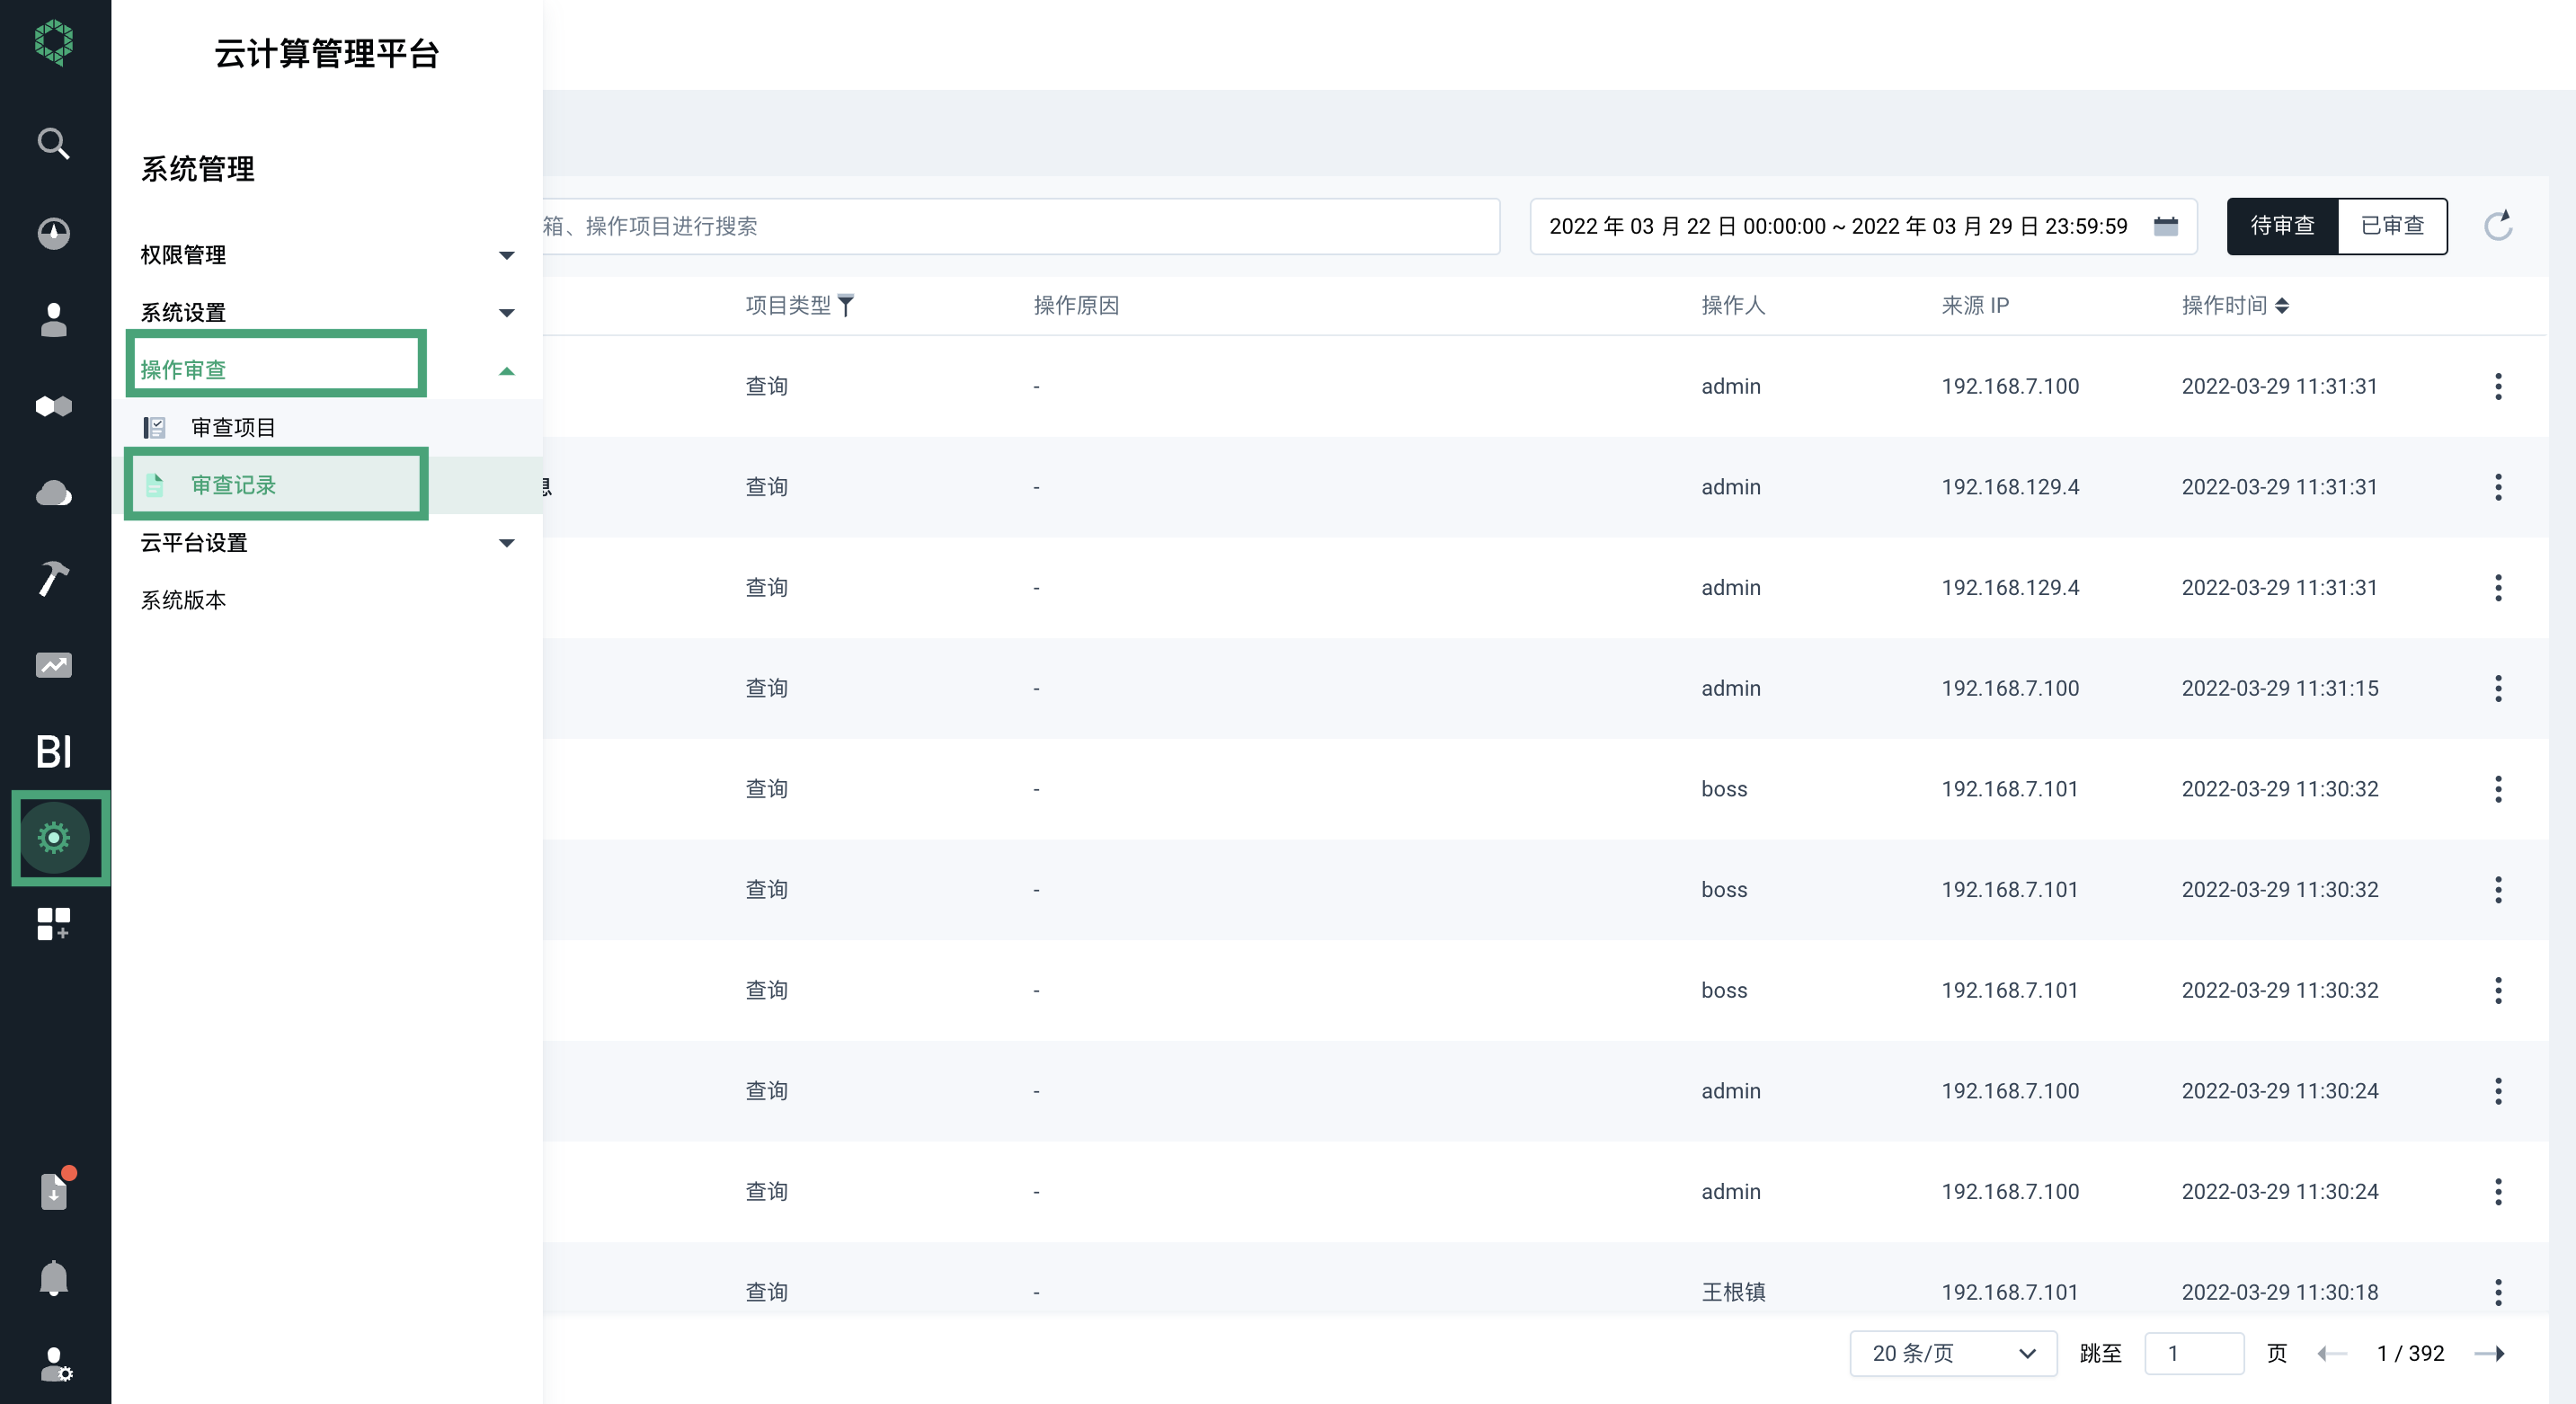 云计算管理平台
系统管理
权限管理
系统设置
操作审查
审查项目
审查记录
云平台设置
系统版本
BI
箱、操作项目进行搜索
2022 年 03 月 22 日 00:00:00 ~ 2022 年 03 月 29 日 23:59:59
待审查 已审查
项目类型 操作原因 操作人 来源 IP 操作时间
查询 - admin 192.168.7.100 2022-03-29 11:31:31
查询 - admin 192.168.129.4 2022-03-29 11:31:31
查询 - admin 192.168.129.4 2022-03-29 11:31:31
查询 - admin 192.168.7.100 2022-03-29 11:31:15
查询 - boss 192.168.7.101 2022-03-29 11:30:32
查询 - boss 192.168.7.101 2022-03-29 11:30:32
查询 - boss 192.168.7.101 2022-03-29 11:30:32
查询 - admin 192.168.7.100 2022-03-29 11:30:24
查询 - admin 192.168.7.100 2022-03-29 11:30:24
查询 - 王根镇 192.168.7.101 2022-03-29 11:30:18
20 条/页 跳至 1 页 1 / 392